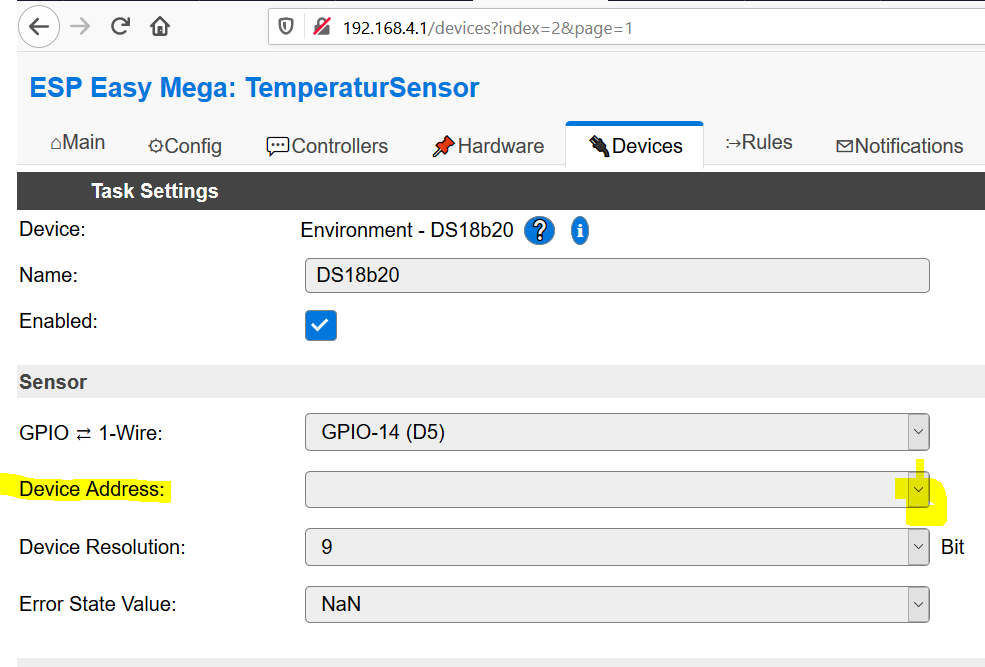 192.168.4.1/devices?index=2&page=1
ESP Easy Mega: TemperaturSensor
⌂Main ⚙Config 💬Controllers 📌Hardware 🔌Devices Rules ✉Notifications
Task Settings
Device: Environment - DS18b20 ? i
Name: DS18b20
Enabled:
Sensor
GPIO ⇄ 1-Wire: GPIO-14 (D5)
Device Address:
Device Resolution: 9 Bit
Error State Value: NaN